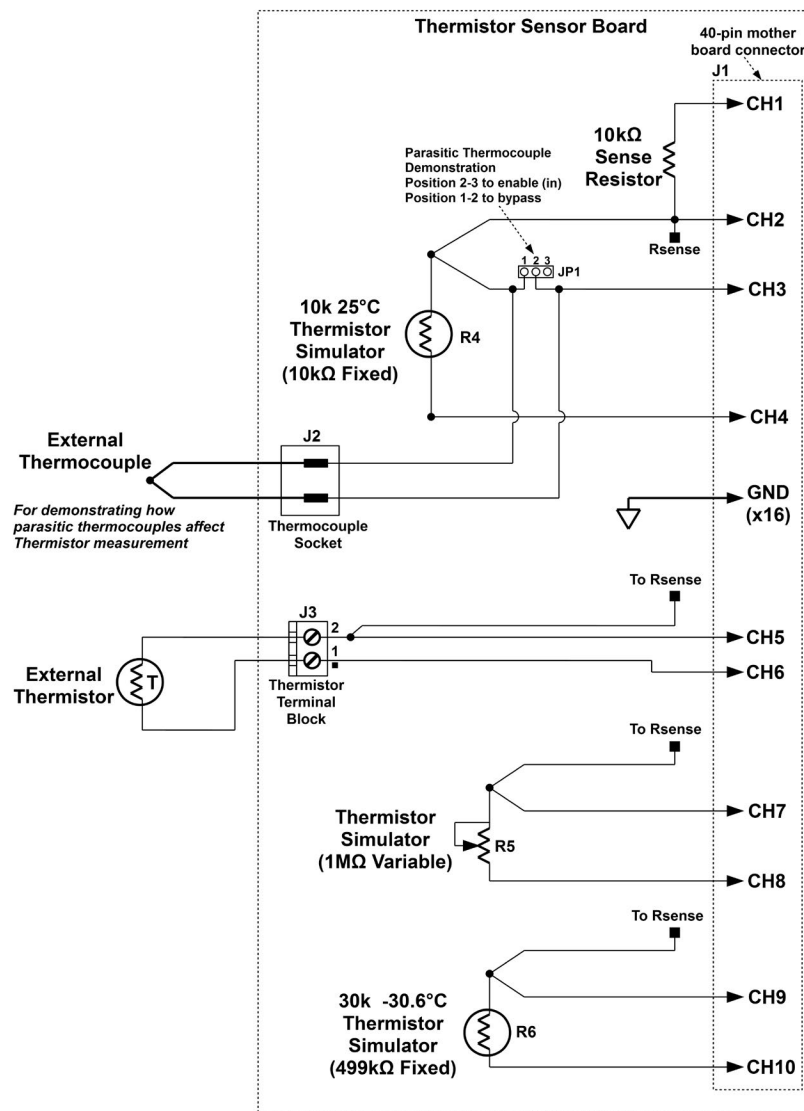 Thermistor Sensor Board
40-pin mother
board connector
J1
CH1
10kΩ
Sense
Resistor
Parasitic Thermocouple
Demonstration
Position 2-3 to enable (in)
Position 1-2 to bypass
CH2
Rsense
1 2 3
JP1
CH3
10k 25°C
Thermistor
Simulator
(10kΩ Fixed)
R4
CH4
External
Thermocouple
J2
For demonstrating how
parasitic thermocouples affect
Thermistor measurement
Thermocouple
Socket
GND
(x16)
To Rsense
J3
2
CH5
1
CH6
External
Thermistor
T
Thermistor
Terminal
Block
To Rsense
CH7
Thermistor
Simulator
(1MΩ Variable)
R5
CH8
To Rsense
CH9
30k -30.6°C
Thermistor
Simulator
(499kΩ Fixed)
R6
CH10